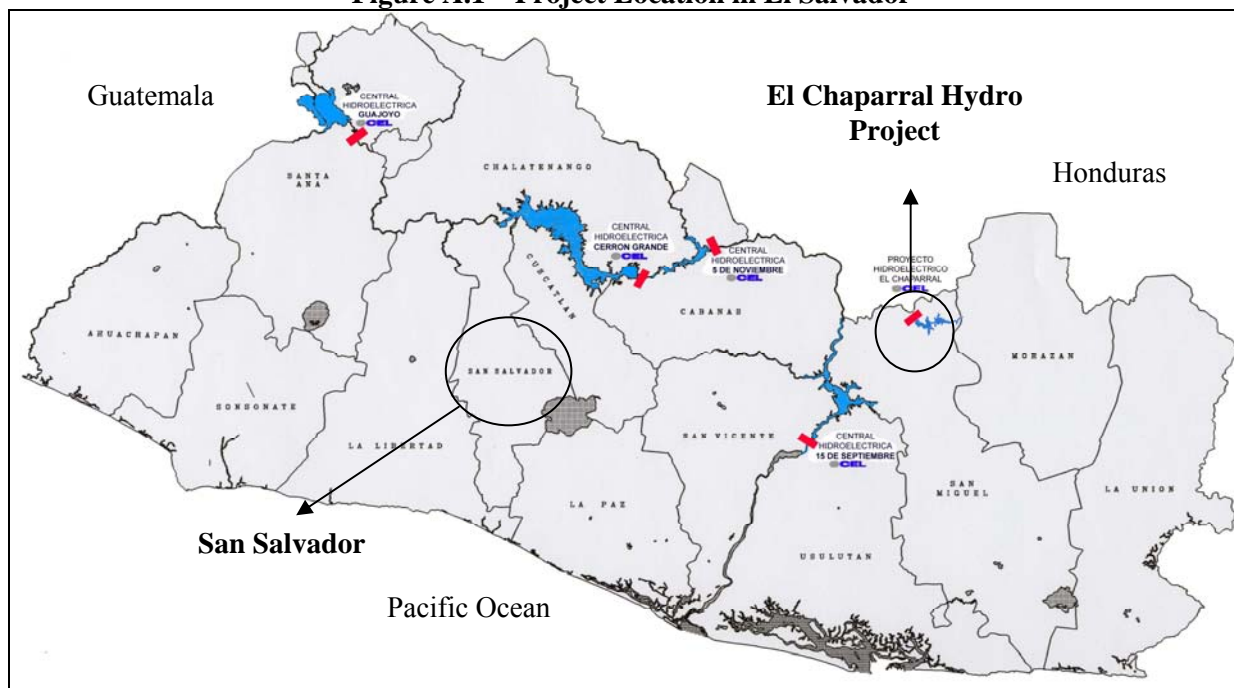 Figure A.1 – Project Location in El Salvador
Guatemala
CENTRAL
HIDROELECTRICA
GUAJOYO
CEL
El Chaparral Hydro
Project
Honduras
CHALATENANGO
SANTA
ANA
CENTRAL
HIDROELECTRICA
CERRON GRANDE
CEL
CENTRAL
HIDROELECTRICA
5 DE NOVIEMBRE
CEL
PROYECTO
HIDROELECTRICO
EL CHAPARRAL
CEL
CUSCATLAN
CABANAS
AHUACHAPAN
MORAZAN
SAN SALVADOR
SONSONATE
LA LIBERTAD
SAN VICENTE
CENTRAL
HIDROELECTRICA
15 DE SEPTIEMBRE
CEL
SAN
MIGUEL
LA UNION
LA PAZ
San Salvador
USULUTAN
Pacific Ocean